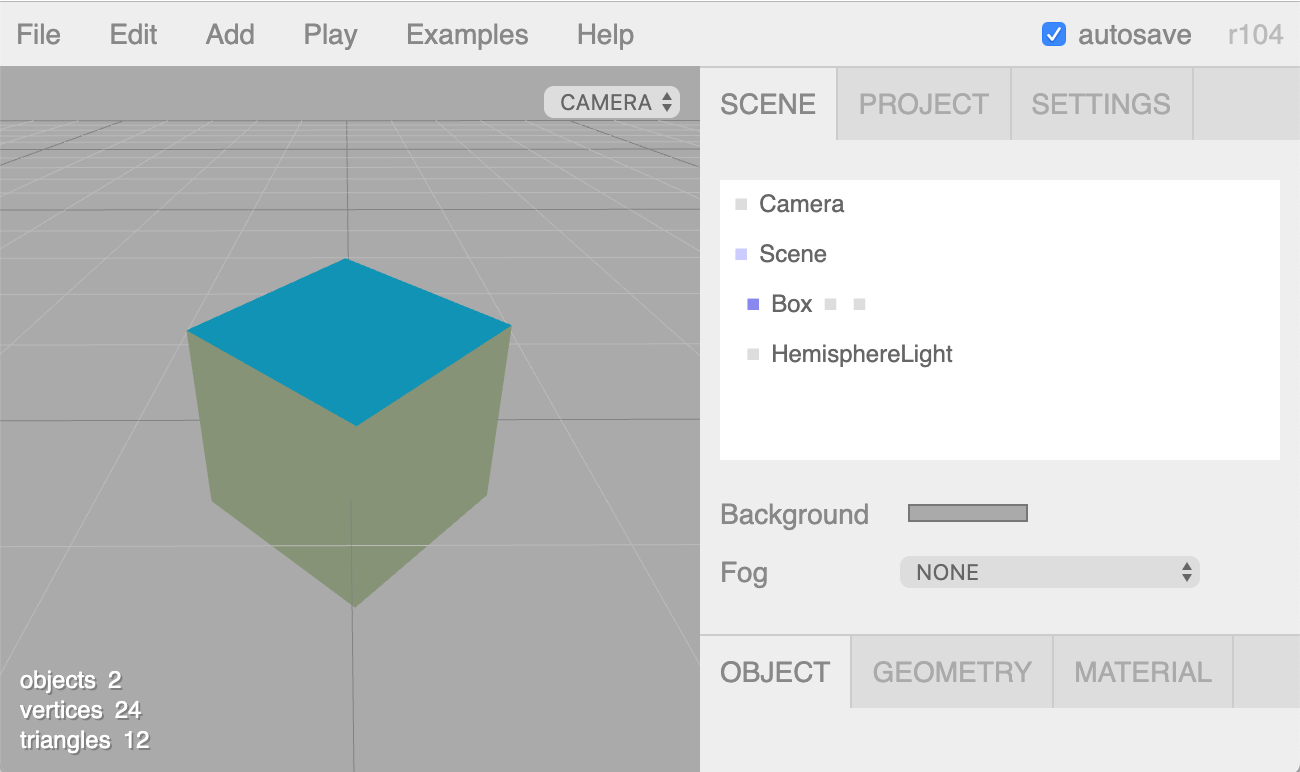 File Edit Add Play Examples Help autosave r104
CAMERA
SCENE PROJECT SETTINGS
Camera
Scene
Box
HemisphereLight
Background
Fog NONE
OBJECT GEOMETRY MATERIAL
objects 2
vertices 24
triangles 12